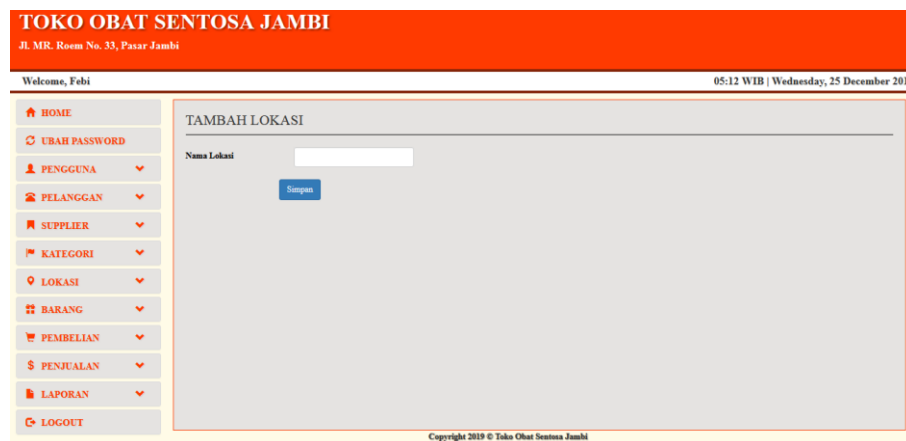 TOKO OBAT SENTOSA JAMBI
Jl. MR. Roem No. 33, Pasar Jambi
Welcome, Febi
05:12 WIB | Wednesday, 25 December 201
HOME
UBAH PASSWORD
PENGGUNA
PELANGGAN
SUPPLIER
KATEGORI
LOKASI
BARANG
PEMBELIAN
PENJUALAN
LAPORAN
LOGOUT
TAMBAH LOKASI
Nama Lokasi
Simpan
Copyright 2019 © Toko Obat Sentosa Jambi